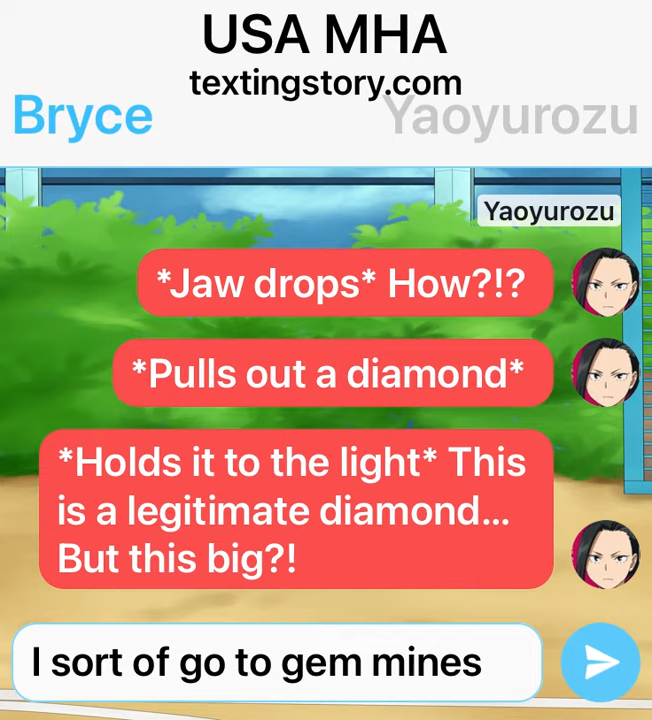 USA MHA
textingstory.com
Bryce Yaoyurozu
Yaoyurozu
*Jaw drops* How?!?
*Pulls out a diamond*
*Holds it to the light* This
is a legitimate diamond...
But this big?!
I sort of go to gem mines